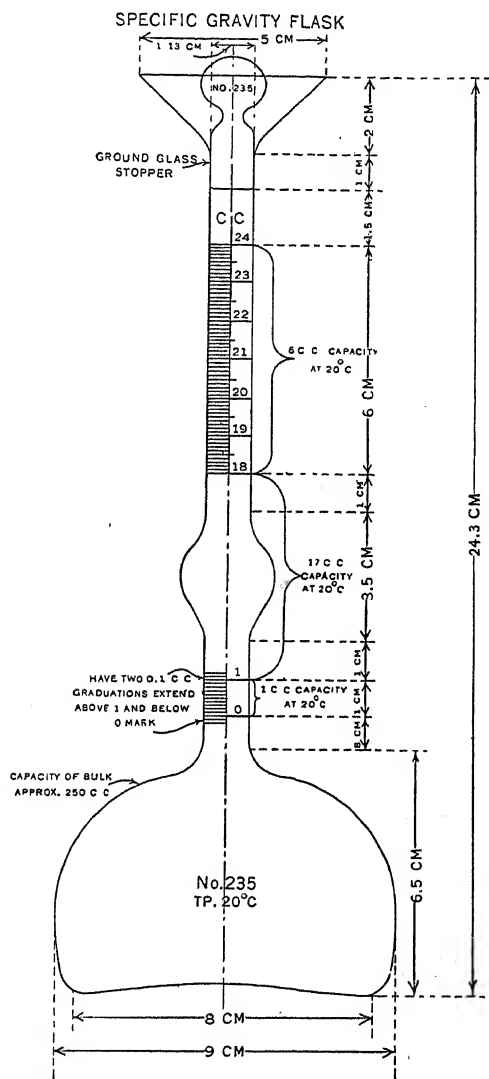 SPECIFIC GRAVITY FLASK
5 CM
1 13 CM
NO. 235
2 CM
GROUND GLASS
STOPPER
1 CM
C C
1.5 CM
24
23
22
21
20
19
18
6 C C CAPACITY
AT 20°C
6 CM
1 CM
24.3 CM
17 C C
CAPACITY
AT 20°C
3.5 CM
1 CM
HAVE TWO 0.1 C C
GRADUATIONS EXTEND
ABOVE 1 AND BELOW
0 MARK
1
0
1 C C CAPACITY
AT 20°C
1 CM
8 CM
CAPACITY OF BULK
APPROX. 250 C C
6.5 CM
No.235
TP. 20°C
8 CM
9 CM